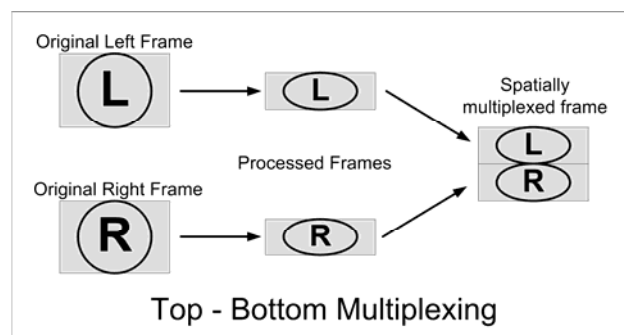 Original Left Frame
L
L
Spatially
multiplexed frame
L
R
Processed Frames
Original Right Frame
R
R
Top - Bottom Multiplexing